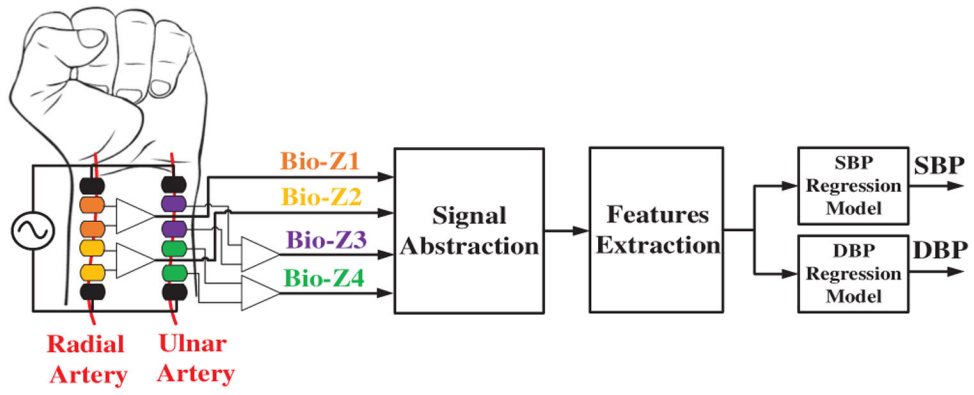 Bio-Z1
Bio-Z2
Bio-Z3
Bio-Z4
Signal
Abstraction
Features
Extraction
SBP
Regression
Model
SBP
DBP
Regression
Model
DBP
Radial
Artery
Ulnar
Artery